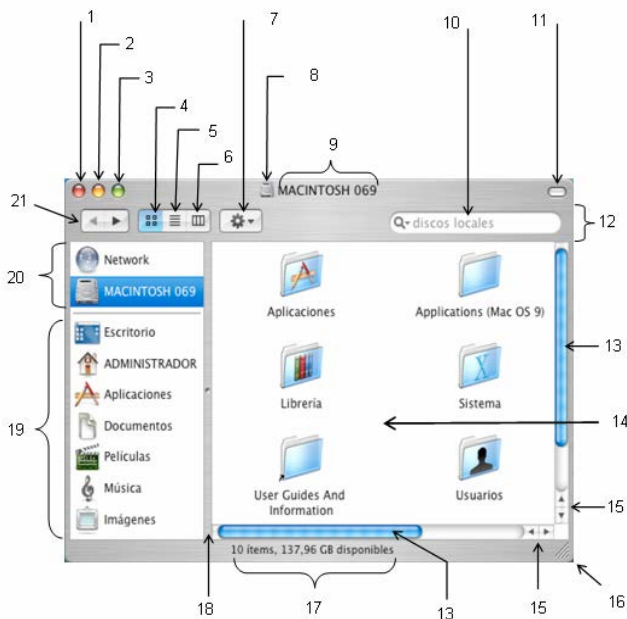 1
2
3
4
5
6
7
8
9
10
11
MACINTOSH 069
21
discos locales
12
20
Network
MACINTOSH 069
Aplicaciones
Applications (Mac OS 9)
19
Escritorio
ADMINISTRADOR
Aplicaciones
Documentos
Películas
Música
Imágenes
Librería
Sistema
13
14
User Guides And
Information
Usuarios
15
10 ítems, 137,96 GB disponibles
18
17
13
15
16